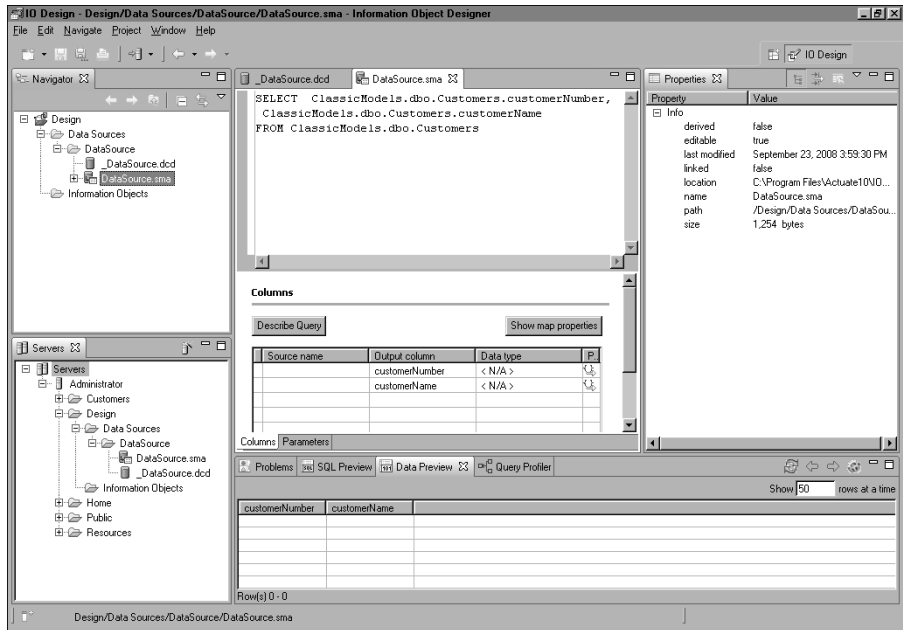 IO Design - Design/Data Sources/DataSource/DataSource.sma - Information Object Designer
File Edit Navigate Project Window Help
IO Design
Navigator
Design
Data Sources
DataSource
_DataSource.dcd
DataSource.sma
Information Objects
Servers
Servers
Administrator
Customers
Design
Data Sources
DataSource
DataSource.sma
_DataSource.dcd
Information Objects
Home
Public
Resources
_DataSource.dcd DataSource.sma
SELECT ClassicModels.dbo.Customers.customerNumber,
ClassicModels.dbo.Customers.customerName
FROM ClassicModels.dbo.Customers
Columns
Describe Query Show map properties
Source name Output column Data type P..
customerNumber < N/A >
customerName < N/A >
Columns Parameters
Properties
Property Value
Info
derived false
editable true
last modified September 23, 2008 3:59:30 PM
linked false
location C:\Program Files\Actuate10\IO...
name DataSource.sma
path /Design/Data Sources/DataSou...
size 1,254 bytes
Problems SQL Preview Data Preview Query Profiler
Show 50 rows at a time
customerNumber customerName
Row(s) 0 - 0
Design/Data Sources/DataSource/DataSource.sma